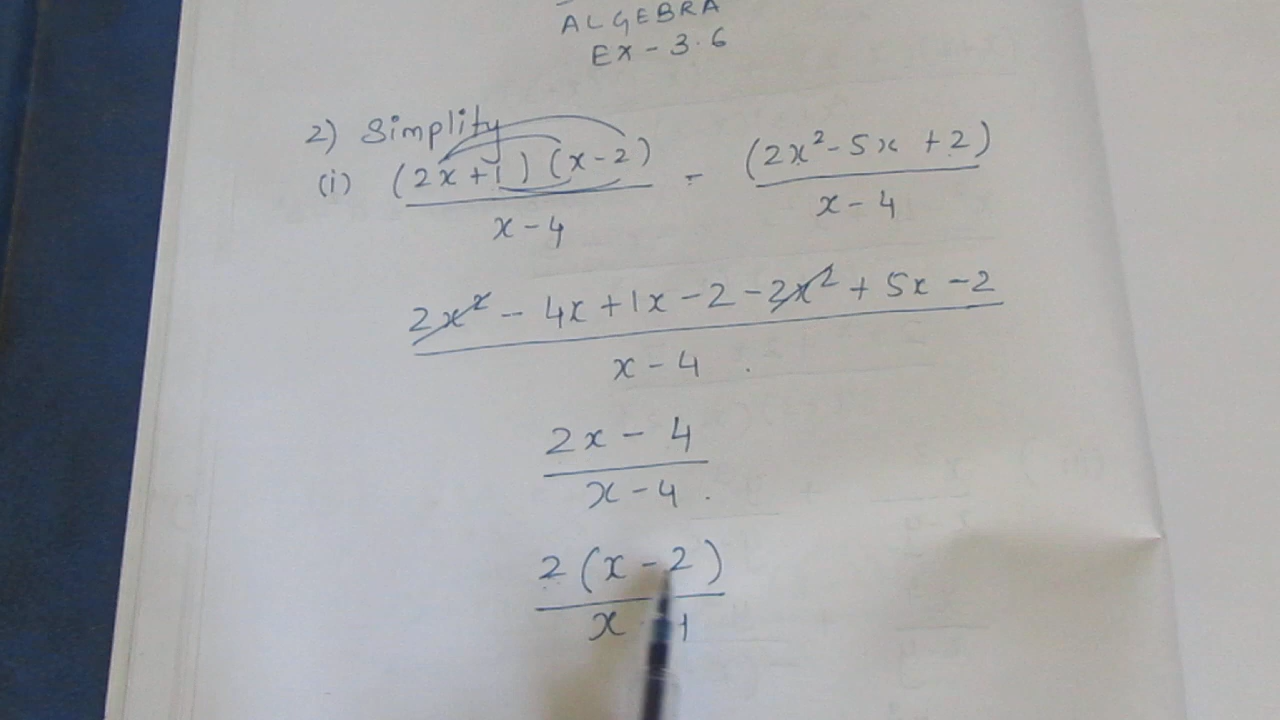 ALGEBRA
EX - 3.6
2) Simplify
(i) (2x+1)(x-2) / x-4 - (2x²-5x+2) / x-4
2x² - 4x + 1x - 2 - 2x² + 5x - 2 / x-4
2x - 4 / x-4
2(x-2) / x